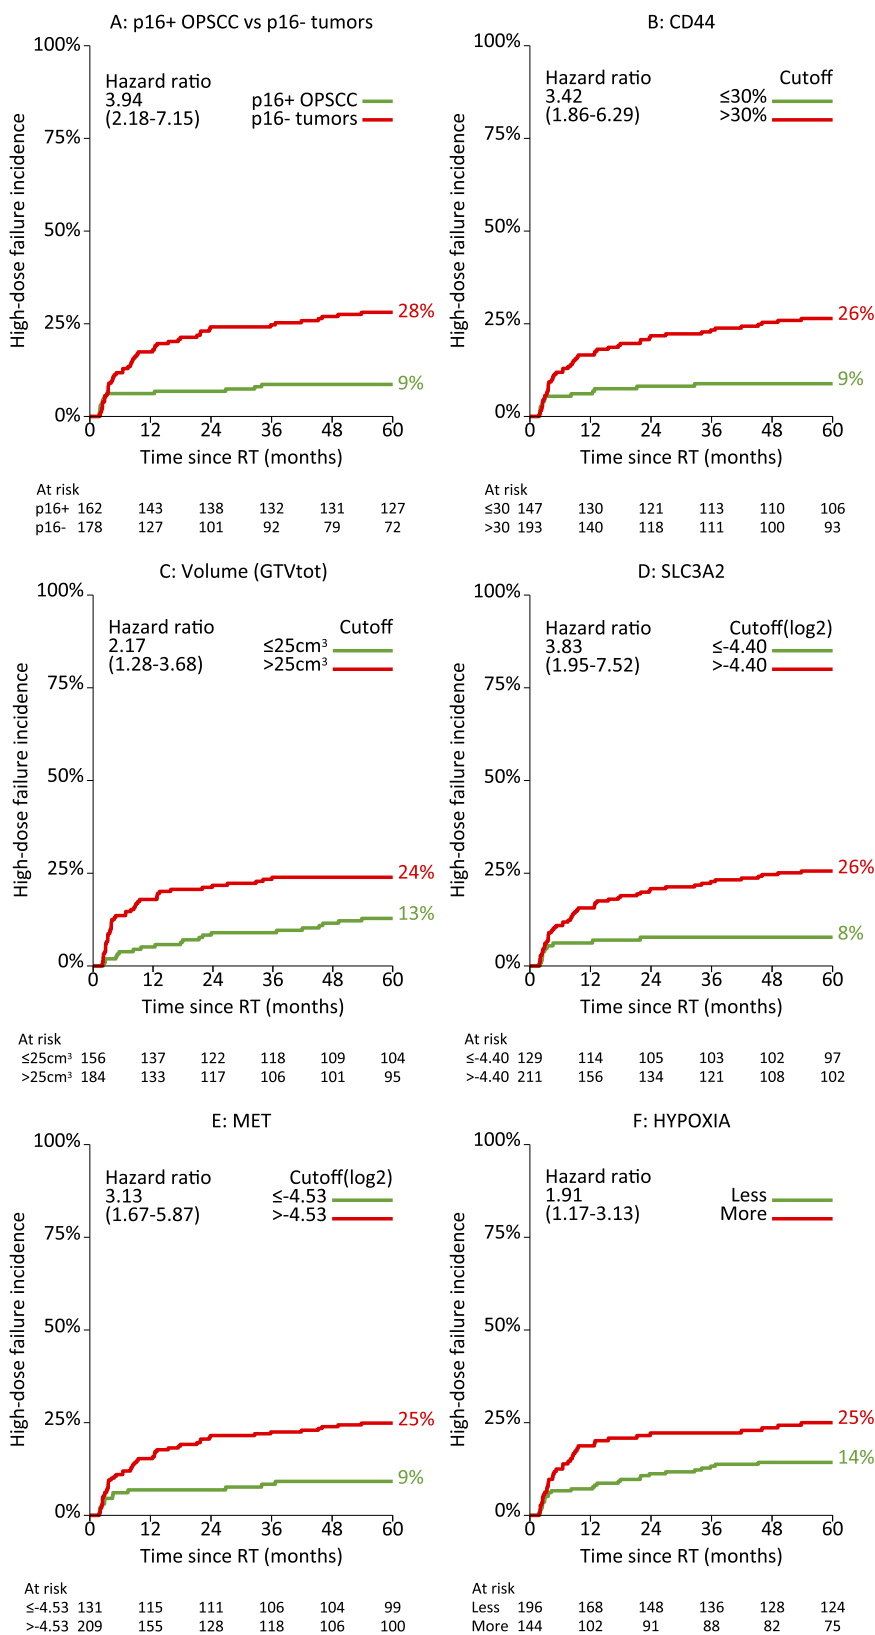 A: p16+ OPSCC vs p16- tumors
High-dose failure incidence
100%
75%
50%
25%
0%
Hazard ratio
3.94
(2.18-7.15)
p16+ OPSCC
p16- tumors
28%
9%
0 12 24 36 48 60
Time since RT (months)
At risk
p16+ 162 143 138 132 131 127
p16- 178 127 101 92 79 72
B: CD44
High-dose failure incidence
100%
75%
50%
25%
0%
Hazard ratio
3.42
(1.86-6.29)
Cutoff
≤30%
>30%
26%
9%
0 12 24 36 48 60
Time since RT (months)
At risk
≤30 147 130 121 113 110 106
>30 193 140 118 111 100 93
C: Volume (GTVtot)
High-dose failure incidence
100%
75%
50%
25%
0%
Hazard ratio
2.17
(1.28-3.68)
Cutoff
≤25cm³
>25cm³
24%
13%
0 12 24 36 48 60
Time since RT (months)
At risk
≤25cm³ 156 137 122 118 109 104
>25cm³ 184 133 117 106 101 95
D: SLC3A2
High-dose failure incidence
100%
75%
50%
25%
0%
Hazard ratio
3.83
(1.95-7.52)
Cutoff(log2)
≤-4.40
>-4.40
26%
8%
0 12 24 36 48 60
Time since RT (months)
At risk
≤-4.40 129 114 105 103 102 97
>-4.40 211 156 134 121 108 102
E: MET
High-dose failure incidence
100%
75%
50%
25%
0%
Hazard ratio
3.13
(1.67-5.87)
Cutoff(log2)
≤-4.53
>-4.53
25%
9%
0 12 24 36 48 60
Time since RT (months)
At risk
≤-4.53 131 115 111 106 104 99
>-4.53 209 155 128 118 106 100
F: HYPOXIA
High-dose failure incidence
100%
75%
50%
25%
0%
Hazard ratio
1.91
(1.17-3.13)
Less
More
25%
14%
0 12 24 36 48 60
Time since RT (months)
At risk
Less 196 168 148 136 128 124
More 144 102 91 88 82 75